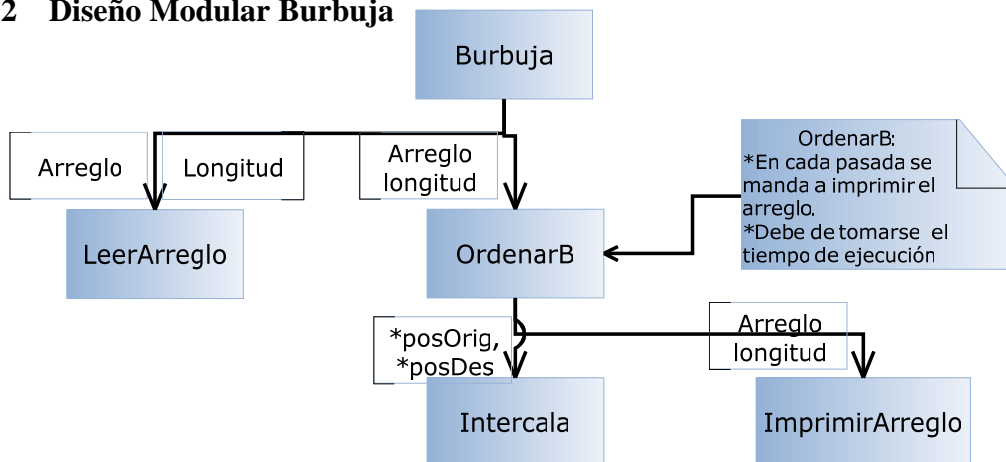 2 Diseño Modular Burbuja
Burbuja
Arreglo
Longitud
Arreglo
longitud
OrdenarB:
*En cada pasada se
manda a imprimir el
arreglo.
*Debe de tomarse el
tiempo de ejecución
LeerArreglo
OrdenarB
*posOrig,
*posDes
Arreglo
longitud
Intercala
ImprimirArreglo